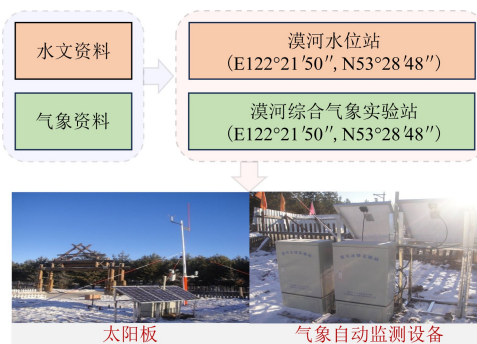 水文资料
漠河水位站
(E122°21′50″, N53°28′48″)
气象资料
漠河综合气象实验站
(E122°21′50″, N53°28′48″)
太阳板
气象自动监测设备